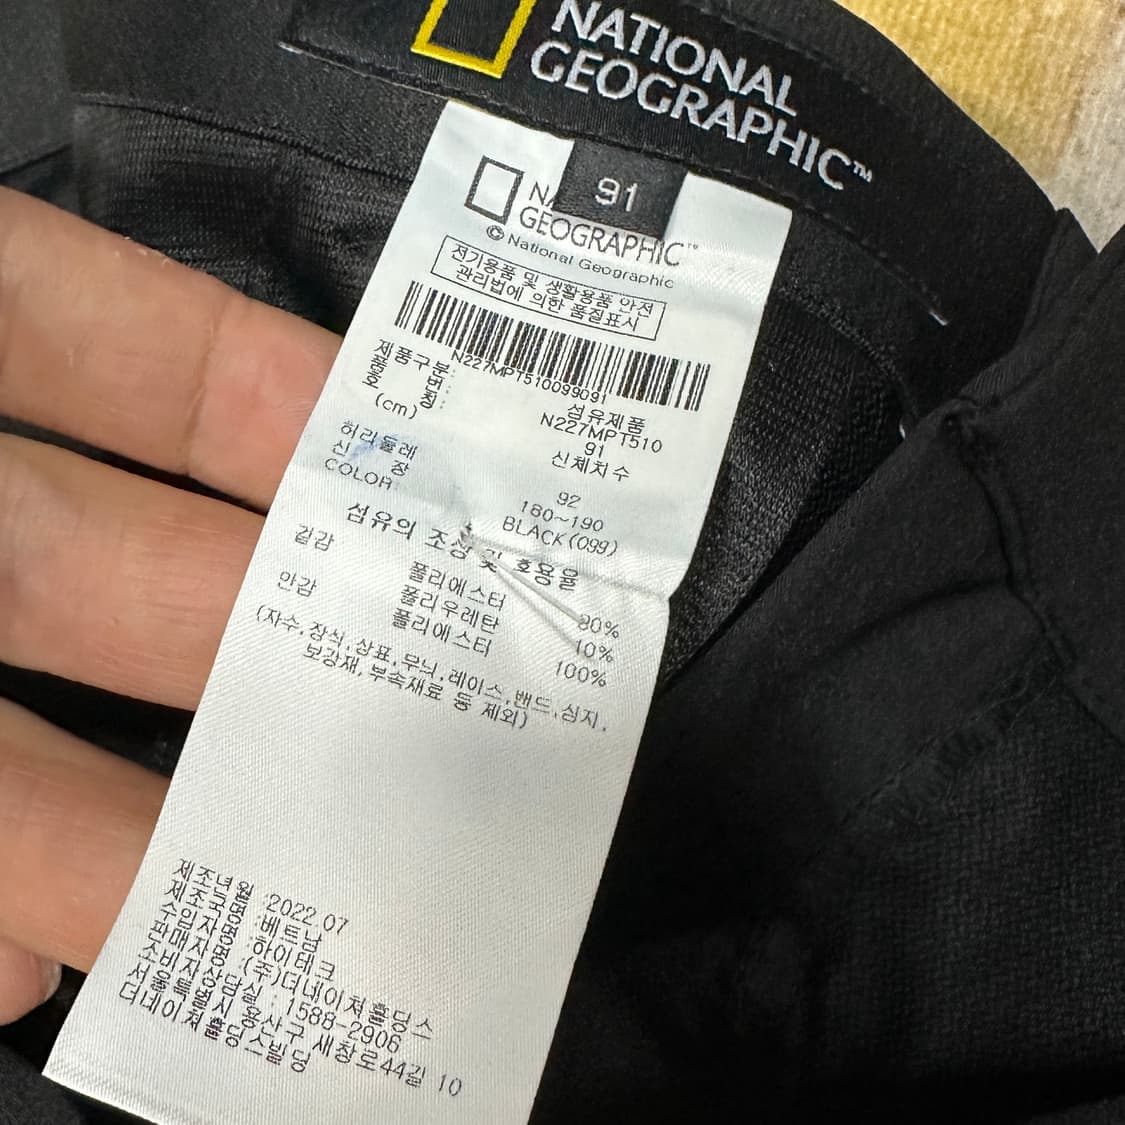 NATIONAL
GEOGRAPHIC™
91
GEOGRAPHIC™
© National Geographic
전기용품 및 생활용품 안전
관리법에 의한 품질표시
N227MPT510099091
제품구분: 섬유제품
품번: N227MPT510
호칭: 91
(cm) 신체치수
허리둘레 92
신 장 180~190
COLOR: BLACK(099)
섬유의 조성 및 혼용율
겉감 폴리에스터 90%
폴리우레탄 10%
안감 폴리에스터 100%
(자수,장식,상표,무늬,레이스,밴드,심지,
보강재,부속재료 등 제외)
제조년월 :2022.07
제조국명 :베트남
수입자명 :하이테크
판매자명 :(주)더네이쳐홀딩스
소비자상담실 : 1588-2906
서울특별시 용산구 새창로44길 10
더네이쳐홀딩스빌딩